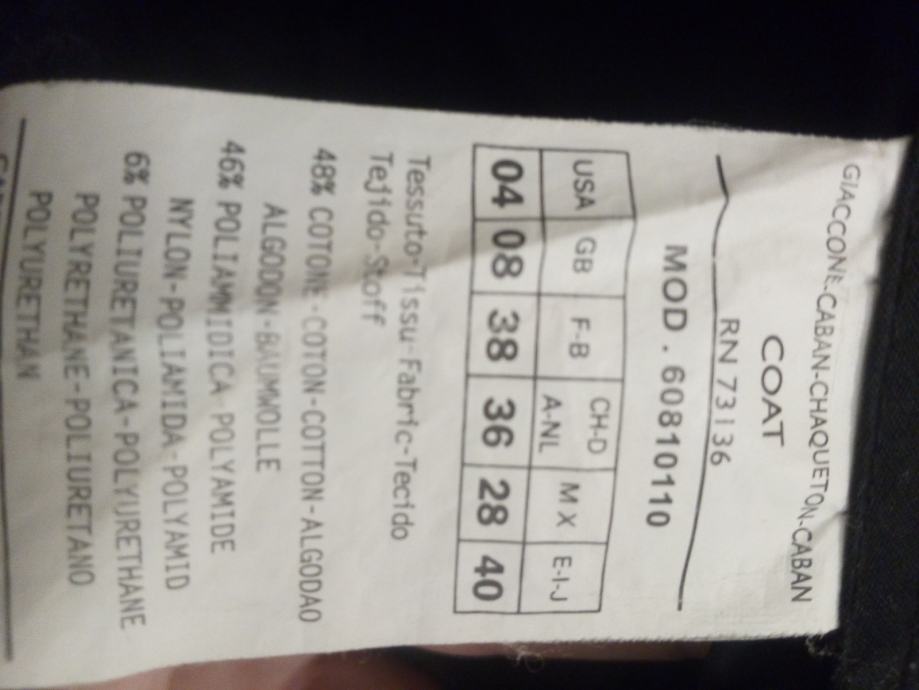 GIACCONE-CABAN-CHAQUETON-CABAN
COAT
RN 73136
MOD. 60810110
USA GB F-B CH-D A-NL MX E-I-J
04 08 38 36 28 40
Tessuto-Tissu-Fabric-Tecido
Tejido-Stoff
48% COTONE-COTON-COTTON-ALGODAO
ALGODON-BAUMWOLLE
46% POLIAMMIDICA POLYAMIDE
NYLON-POLIAMIDA-POLYAMID
6% POLIURETANICA-POLYURETHANE
POLYRETHANE-POLIURETANO
POLYURETHAN